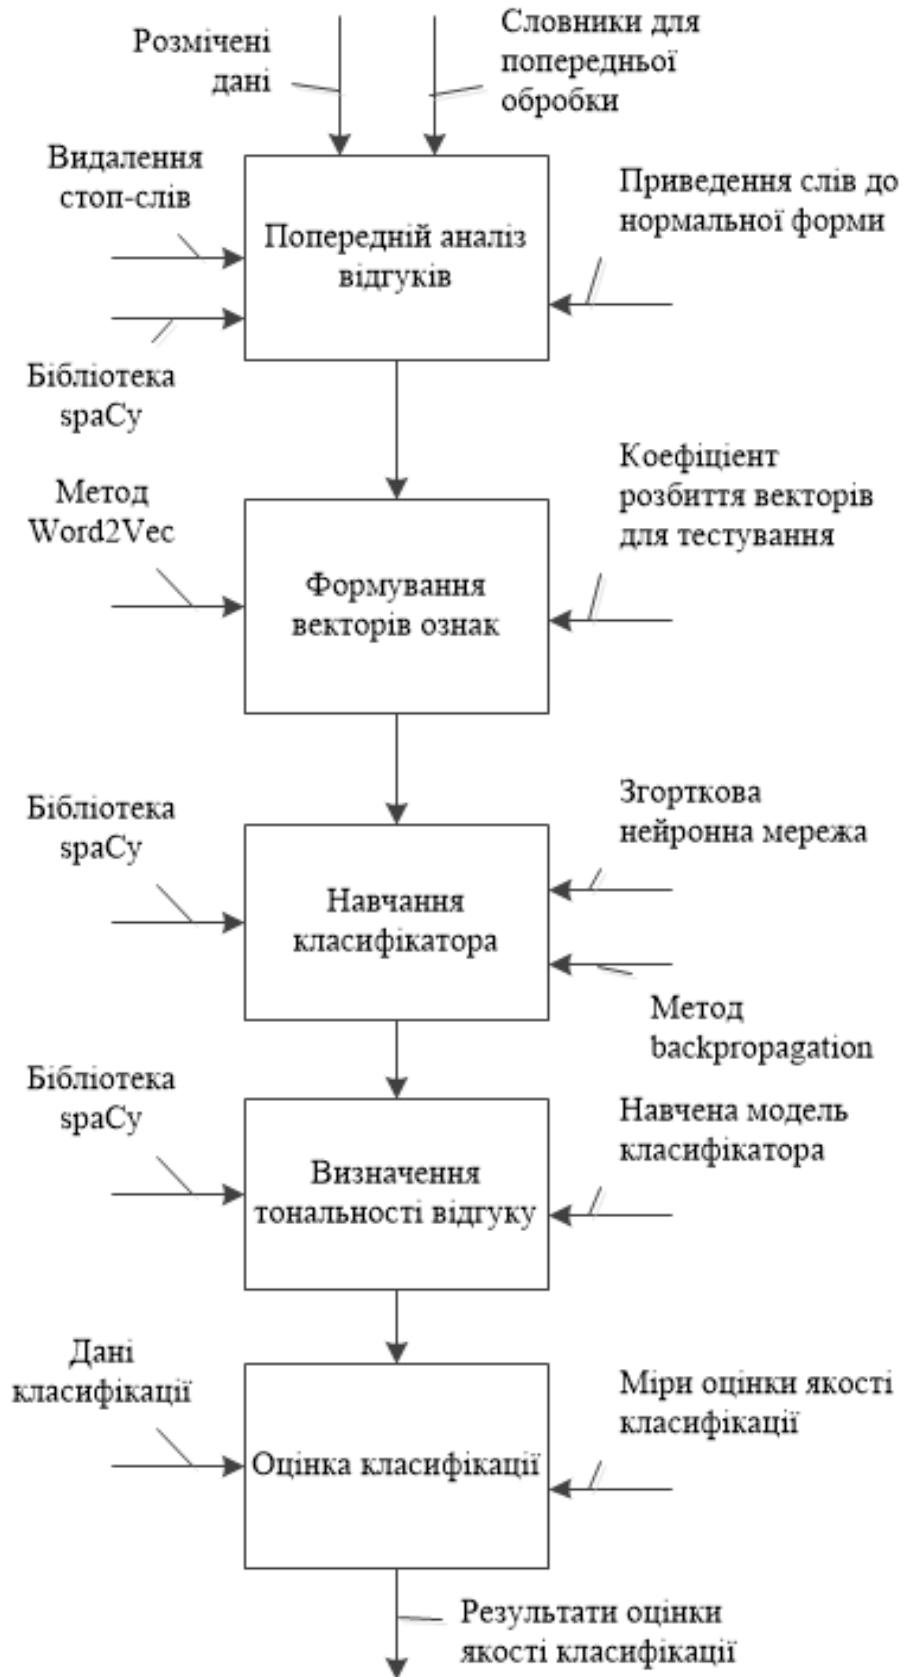 Розмічені
дані
Словники для
попередньої
обробки
Видалення
стоп-слів
Приведення слів до
нормальної форми
Попередній аналіз
відгуків
Бібліотека
spaCy
Метод
Word2Vec
Коефіціент
розбиття векторів
для тестування
Формування
векторів ознак
Бібліотека
spaCy
Згорткова
нейронна мережа
Навчання
класифікатора
Метод
backpropagation
Бібліотека
spaCy
Навчена модель
класифікатора
Визначення
тональності відгуку
Дані
класифікації
Міри оцінки якості
класифікації
Оцінка класифікації
Результати оцінки
якості класифікації